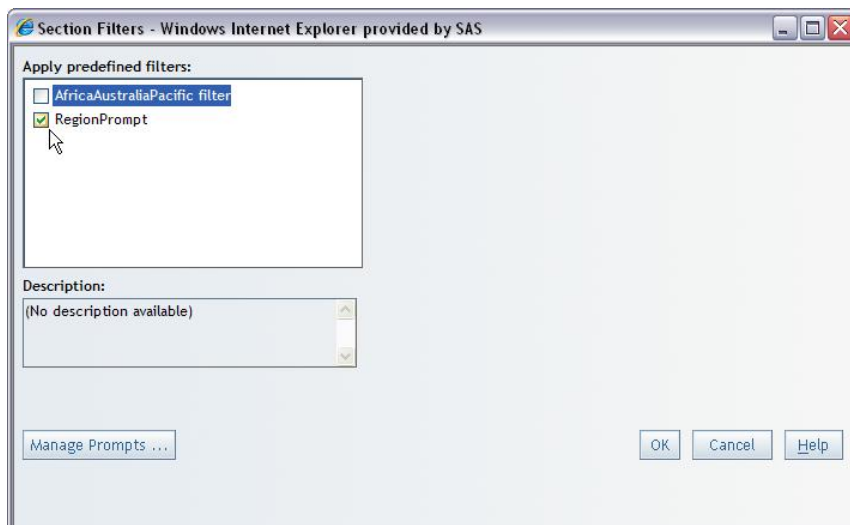 Section Filters - Windows Internet Explorer provided by SAS
Apply predefined filters:
AfricaAustraliaPacific filter
RegionPrompt
Description:
(No description available)
Manage Prompts ...
OK
Cancel
Help